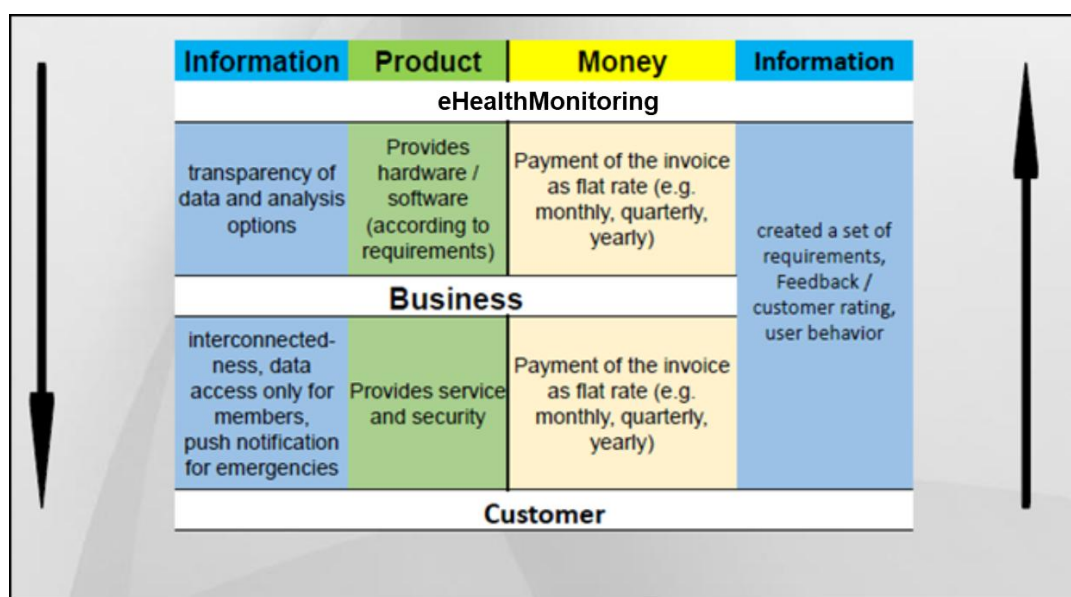 Information Product Money Information
eHealthMonitoring
transparency of
data and analysis
options
Provides
hardware /
software
(according to
requirements)
Payment of the invoice
as flat rate (e.g.
monthly, quarterly,
yearly)
created a set of
requirements,
Feedback /
customer rating,
user behavior
Business
interconnected-
ness, data
access only for
members,
push notification
for emergencies
Provides service
and security
Payment of the invoice
as flat rate (e.g.
monthly, quarterly,
yearly)
Customer